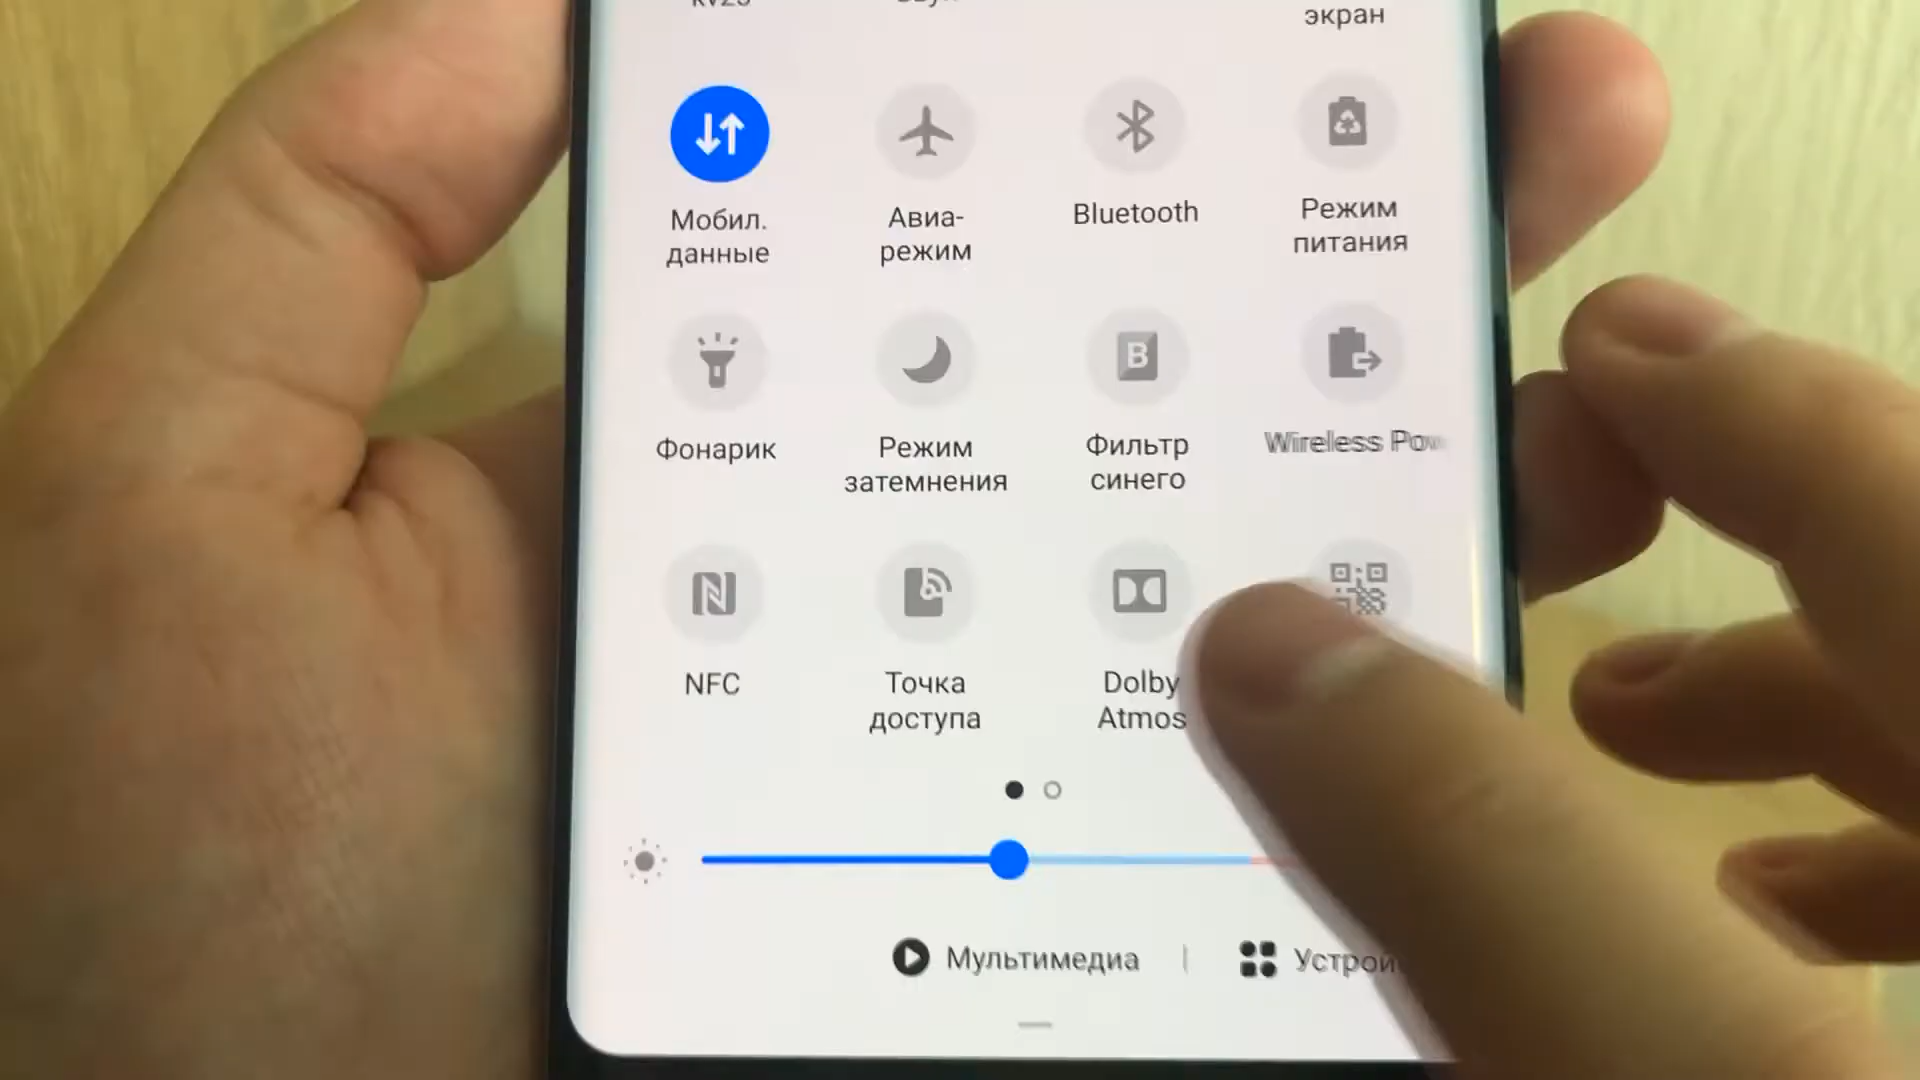 экран
Мобил.
данные
Авиа-
режим
Bluetooth
Режим
питания
Фонарик
Режим
затемнения
B
Фильтр
синего
Wireless
NFC
Точка
доступа
Dolby
Atmos
Мультимедиа